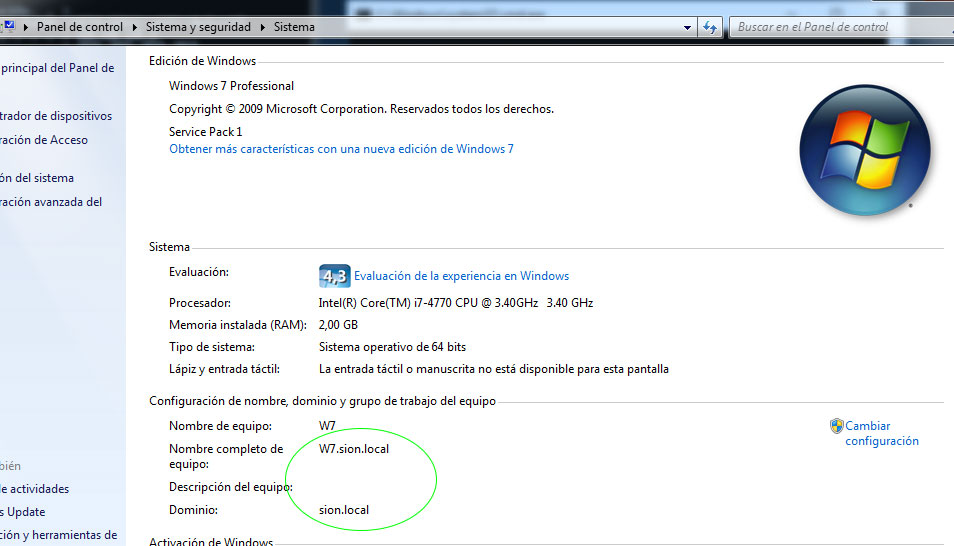 Panel de control Sistema y seguridad Sistema
Buscar en el Panel de control
principal del Panel de
trador de dispositivos
ración de Acceso
ón del sistema
ración avanzada del
bién
de actividades
s Update
ción y herramientas de
Edición de Windows
Windows 7 Professional
Copyright © 2009 Microsoft Corporation. Reservados todos los derechos.
Service Pack 1
Obtener más características con una nueva edición de Windows 7
Sistema
Evaluación: 4,3 Evaluación de la experiencia en Windows
Procesador: Intel(R) Core(TM) i7-4770 CPU @ 3.40GHz 3.40 GHz
Memoria instalada (RAM): 2,00 GB
Tipo de sistema: Sistema operativo de 64 bits
Lápiz y entrada táctil: La entrada táctil o manuscrita no está disponible para esta pantalla
Configuración de nombre, dominio y grupo de trabajo del equipo
Nombre de equipo: W7
Cambiar
configuración
Nombre completo de W7.sion.local
equipo:
Descripción del equipo:
Dominio: sion.local
Activación de Windows